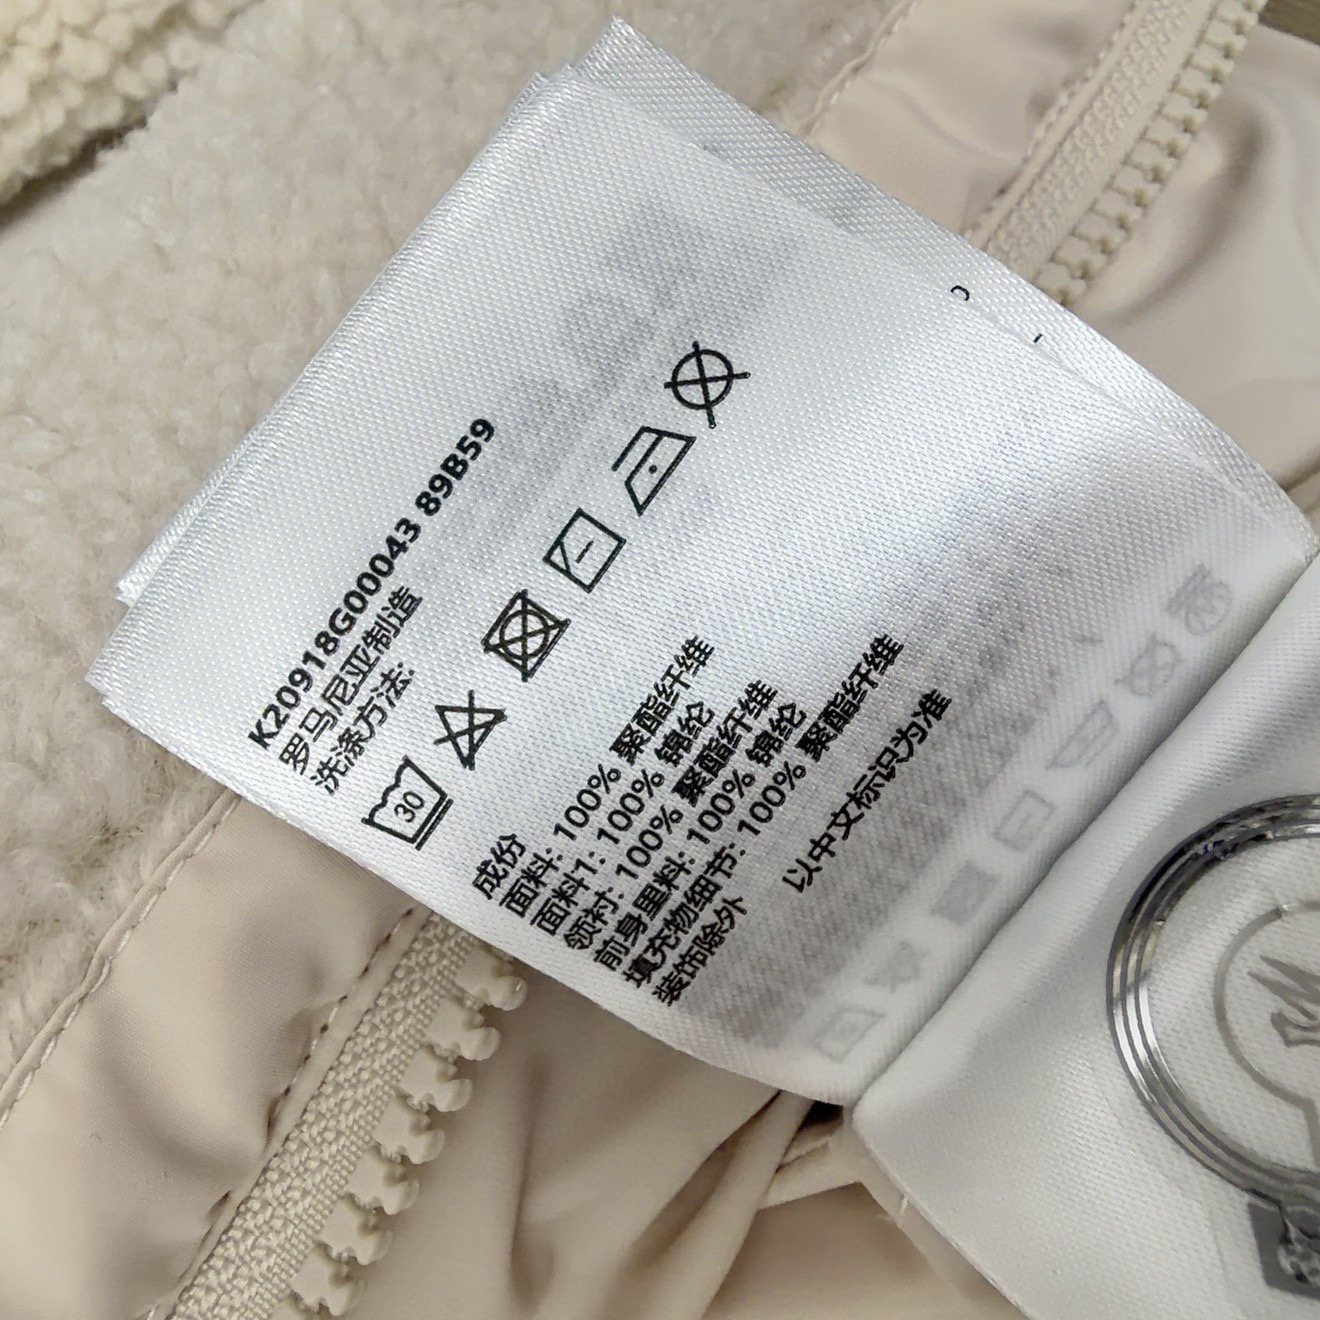 K20918G00043 89B59
罗马尼亚制造
洗涤方法:
30
成份
面料: 100% 聚酯纤维
面料1: 100% 锦纶
领衬: 100% 聚酯纤维
前身里料: 100% 锦纶
填充物细节: 100% 聚酯纤维
装饰除外
以中文标识为准